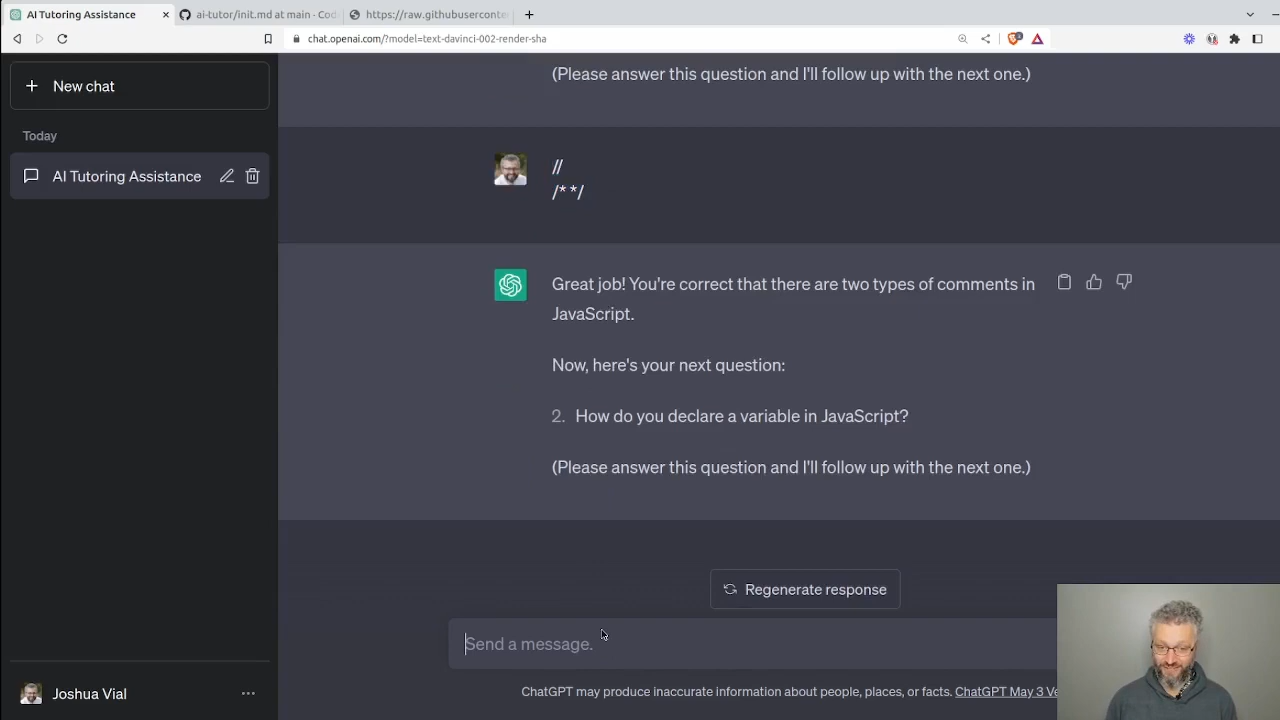 AI Tutoring Assistance
ai-tutor/init.md at main · Cod
https://raw.githubuserconte
chat.openai.com/?model=text-davinci-002-render-sha
New chat
Today
AI Tutoring Assistance
Joshua Vial
(Please answer this question and I'll follow up with the next one.)
//
/* */
Great job! You're correct that there are two types of comments in
JavaScript.
Now, here's your next question:
2. How do you declare a variable in JavaScript?
(Please answer this question and I'll follow up with the next one.)
Regenerate response
Send a message.
ChatGPT may produce inaccurate information about people, places, or facts. ChatGPT May 3 Ve